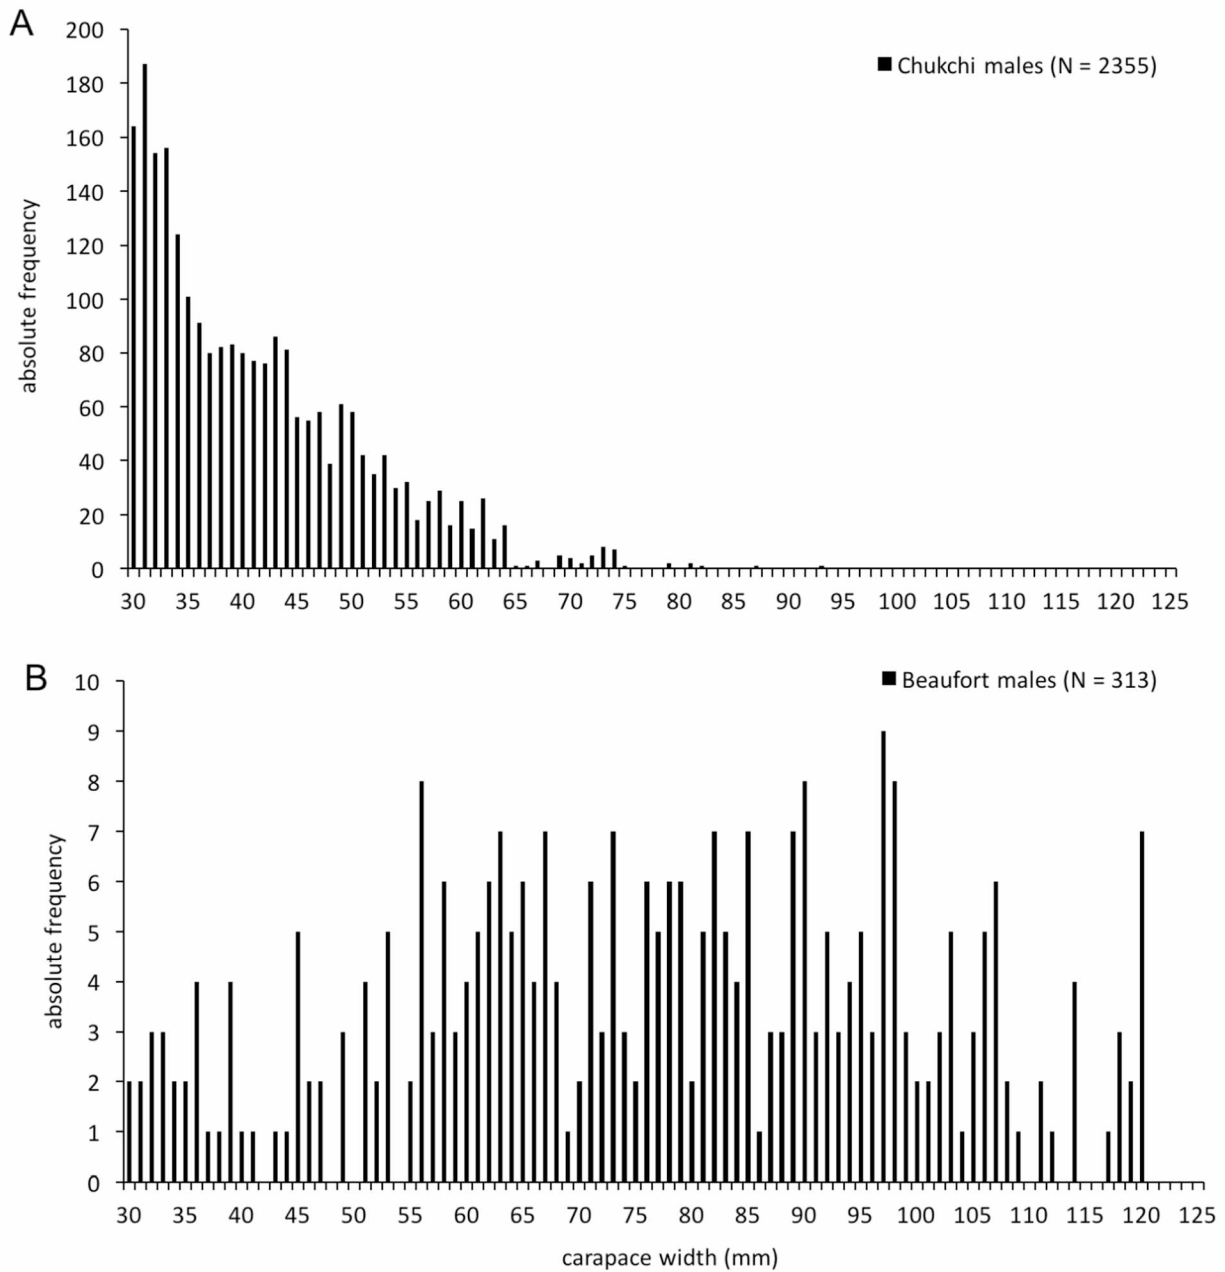 A
200
180
160
140
120
100
80
60
40
20
0
absolute frequency
Chukchi males (N = 2355)
30 35 40 45 50 55 60 65 70 75 80 85 90 95 100 105 110 115 120 125
B
10
9
8
7
6
5
4
3
2
1
0
absolute frequency
Beaufort males (N = 313)
30 35 40 45 50 55 60 65 70 75 80 85 90 95 100 105 110 115 120 125
carapace width (mm)